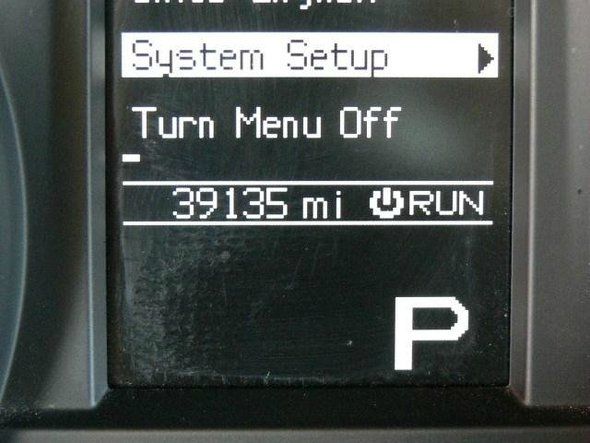 System Setup
Turn Menu Off
39135 mi RUN
P